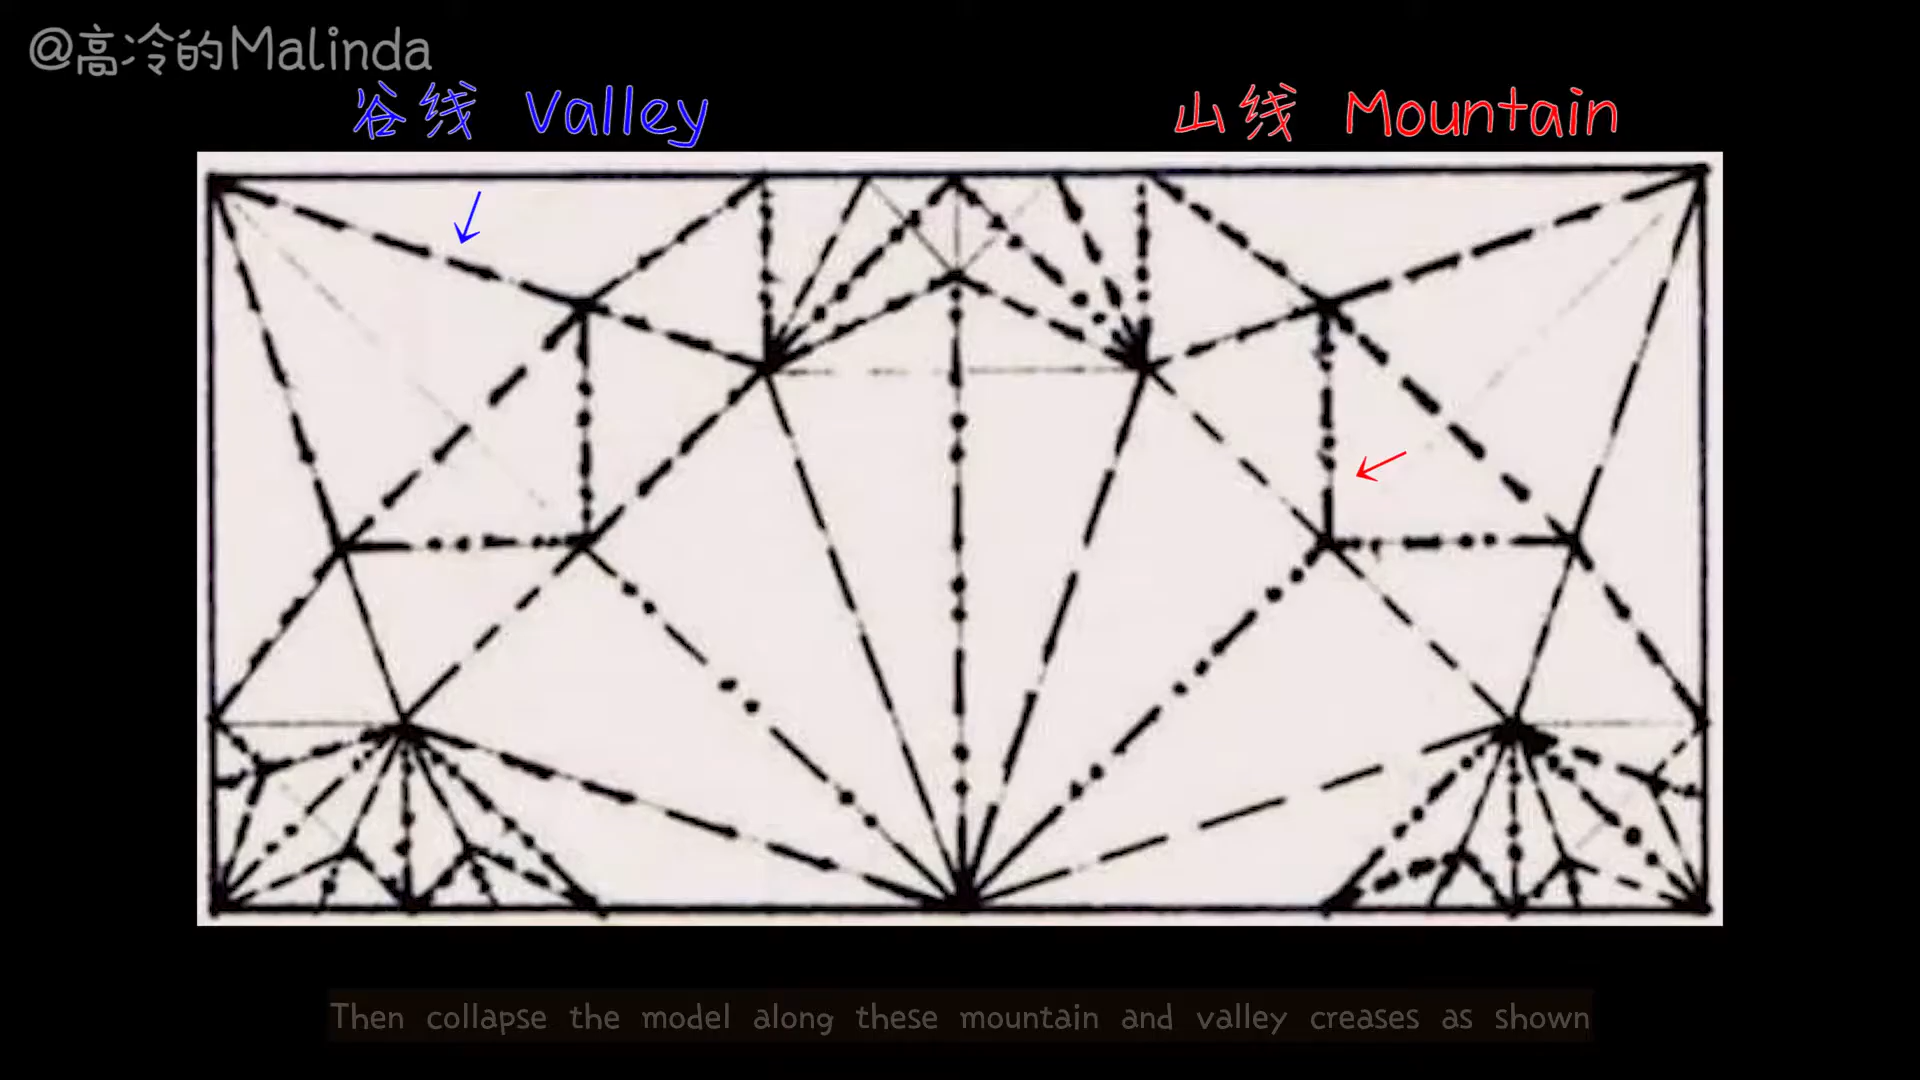 @高冷的Malinda
谷线 Valley
山线 Mountain
Then collapse the model along these mountain and valley creases as shown